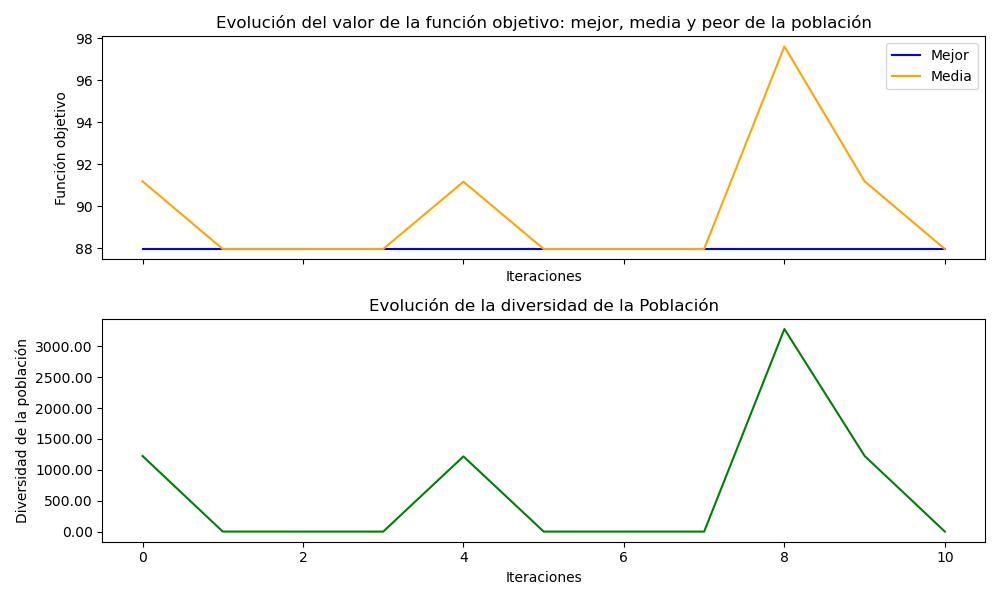 Evolución del valor de la función objetivo: mejor, media y peor de la población
98
96
94
92
90
88
Función objetivo
Mejor
Media
Iteraciones
Evolución de la diversidad de la Población
3000.00
2500.00
2000.00
1500.00
1000.00
500.00
0.00
Diversidad de la población
0 2 4 6 8 10
Iteraciones